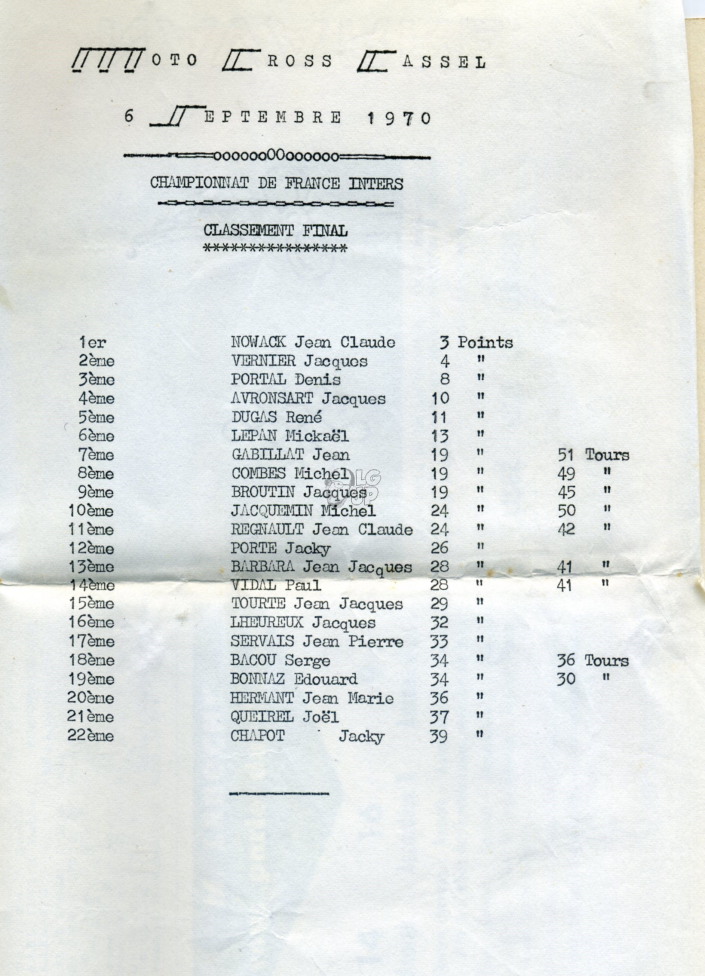 MOTO CROSS CASSEL
6 SEPTEMBRE 1970
ooooooOOoooooo
CHAMPIONNAT DE FRANCE INTERS
CLASSEMENT FINAL
****************
1er NOWACK Jean Claude 3 Points
2ème VERNIER Jacques 4 "
3ème PORTAL Denis 8 "
4ème AVRONSART Jacques 10 "
5ème DUGAS René 11 "
6ème LEPAN Mickaël 13 "
7ème GABILLAT Jean 19 " 51 Tours
8ème COMBES Michel 19 " 49 "
9ème BROUTIN Jacques 19 " 45 "
10ème JACQUEMIN Michel 24 " 50 "
11ème REGNAULT Jean Claude 24 " 42 "
12ème PORTE Jacky 26 "
13ème BARBARA Jean Jacques 28 " 41 "
14ème VIDAL Paul 28 " 41 "
15ème TOURTE Jean Jacques 29 "
16ème LHEUREUX Jacques 32 "
17ème SERVAIS Jean Pierre 33 "
18ème BACOU Serge 34 " 36 Tours
19ème BONNAZ Edouard 34 " 30 "
20ème HERMANT Jean Marie 36 "
21ème QUEIREL Joël 37 "
22ème CHAPOT Jacky 39 "
LG
UP